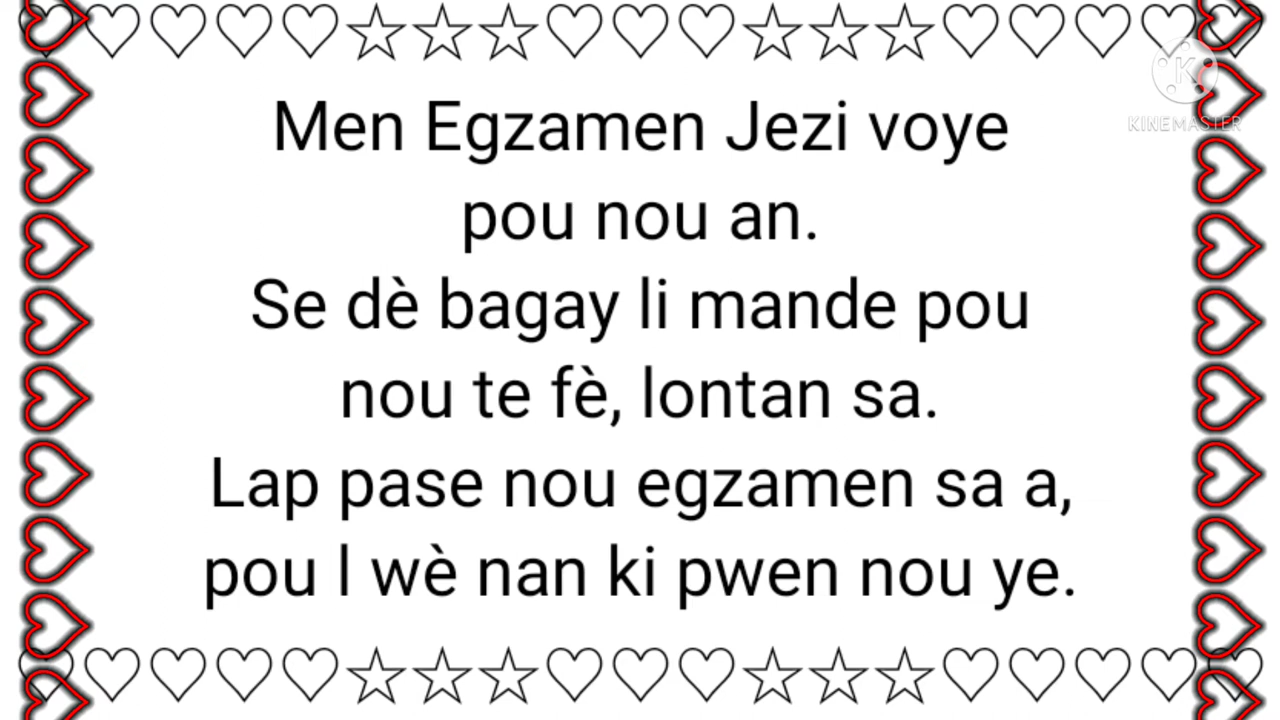 KINEMASTER
Men Egzamen Jezi voye
pou nou an.
Se dè bagay li mande pou
nou te fè, lontan sa.
Lap pase nou egzamen sa a,
pou l wè nan ki pwen nou ye.